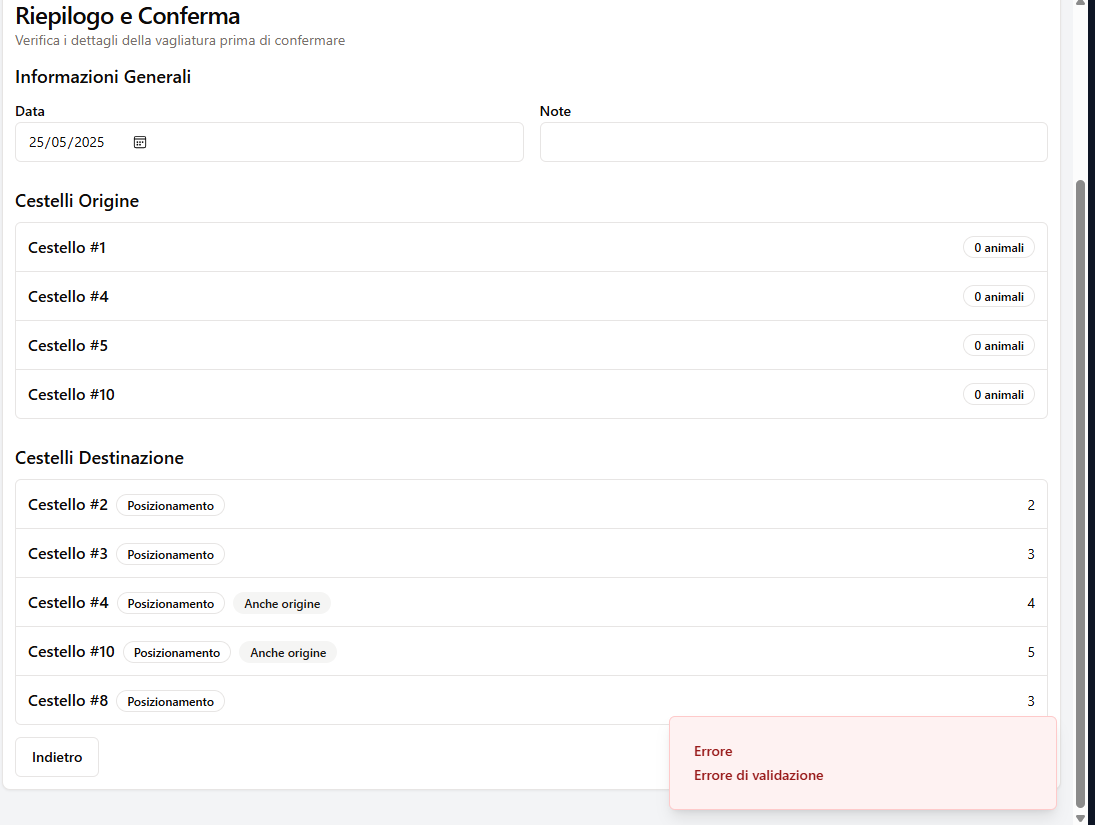 Riepilogo e Conferma
Verifica i dettagli della vagliatura prima di confermare
Informazioni Generali
Data Note
25/05/2025
Cestelli Origine
Cestello #1 0 animali
Cestello #4 0 animali
Cestello #5 0 animali
Cestello #10 0 animali
Cestelli Destinazione
Cestello #2 Posizionamento 2
Cestello #3 Posizionamento 3
Cestello #4 Posizionamento Anche origine 4
Cestello #10 Posizionamento Anche origine 5
Cestello #8 Posizionamento 3
Indietro
Errore
Errore di validazione